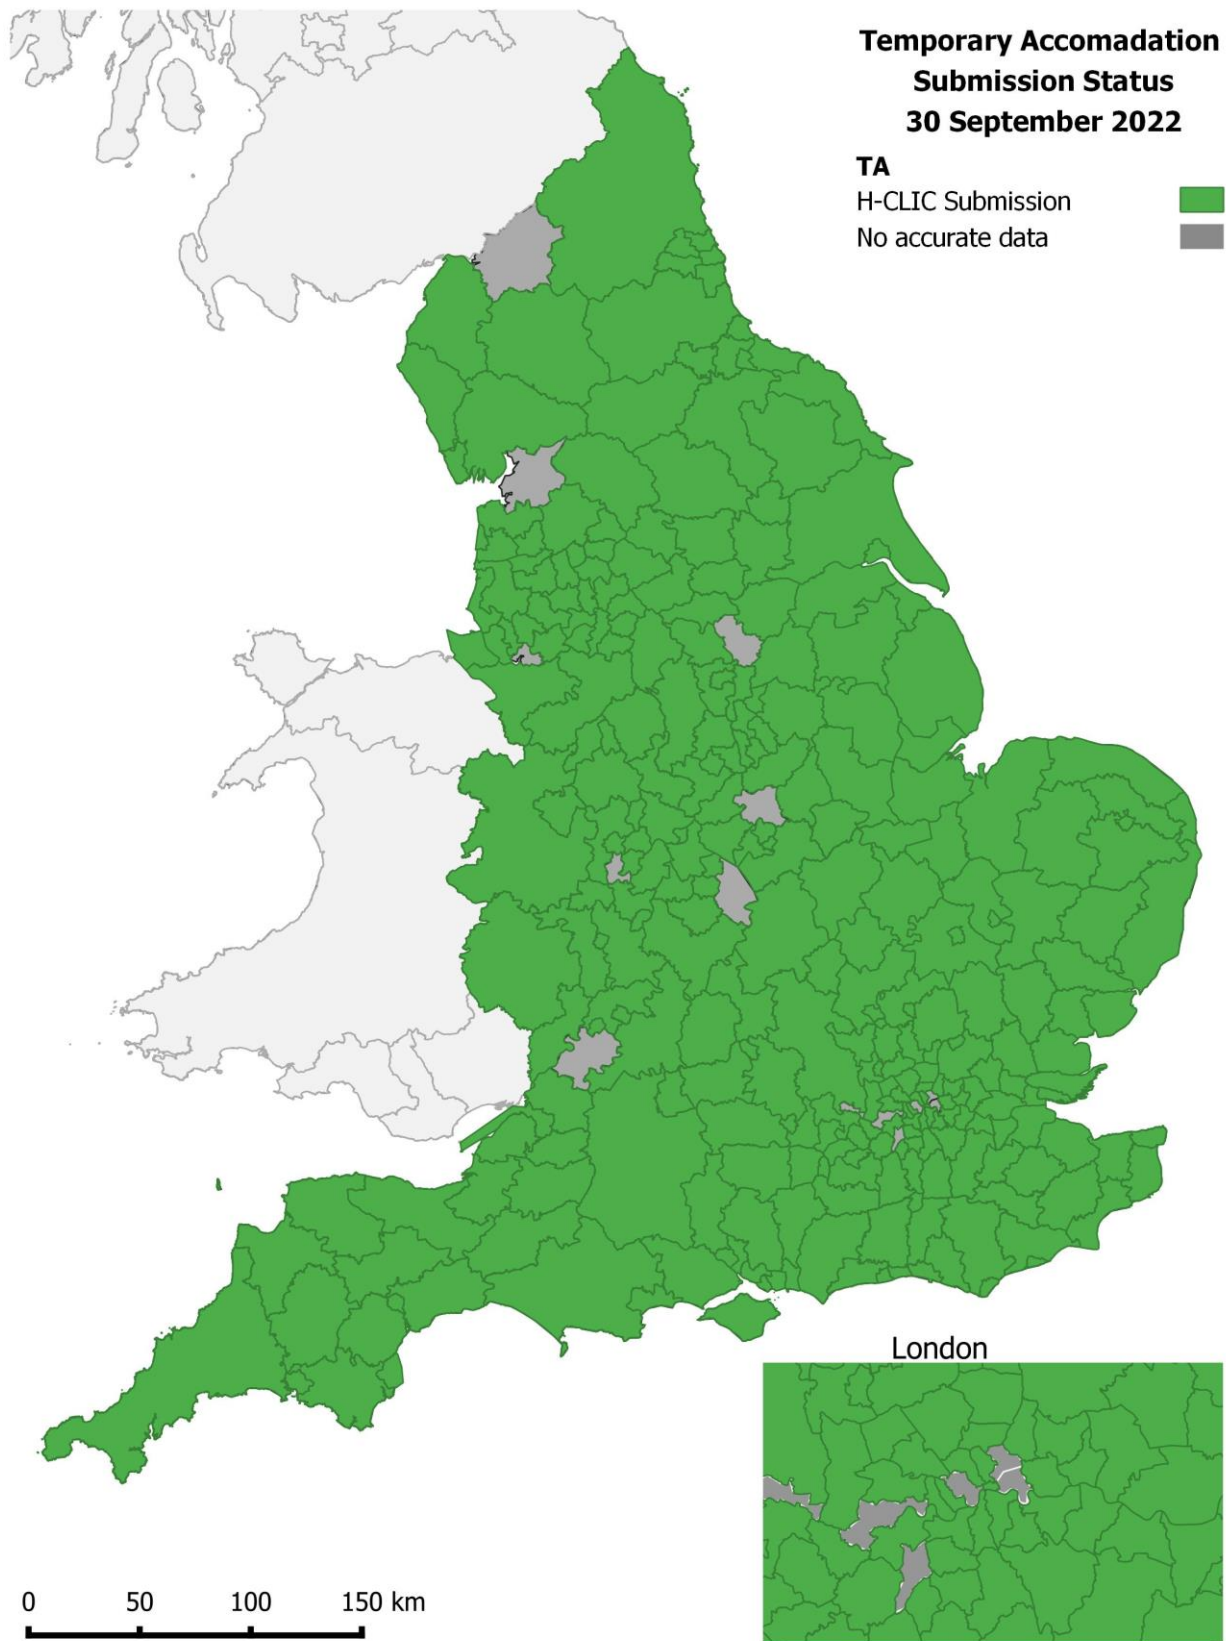 Temporary Accomadation
Submission Status
30 September 2022
TA
H-CLIC Submission
No accurate data
London
0 50 100 150 km